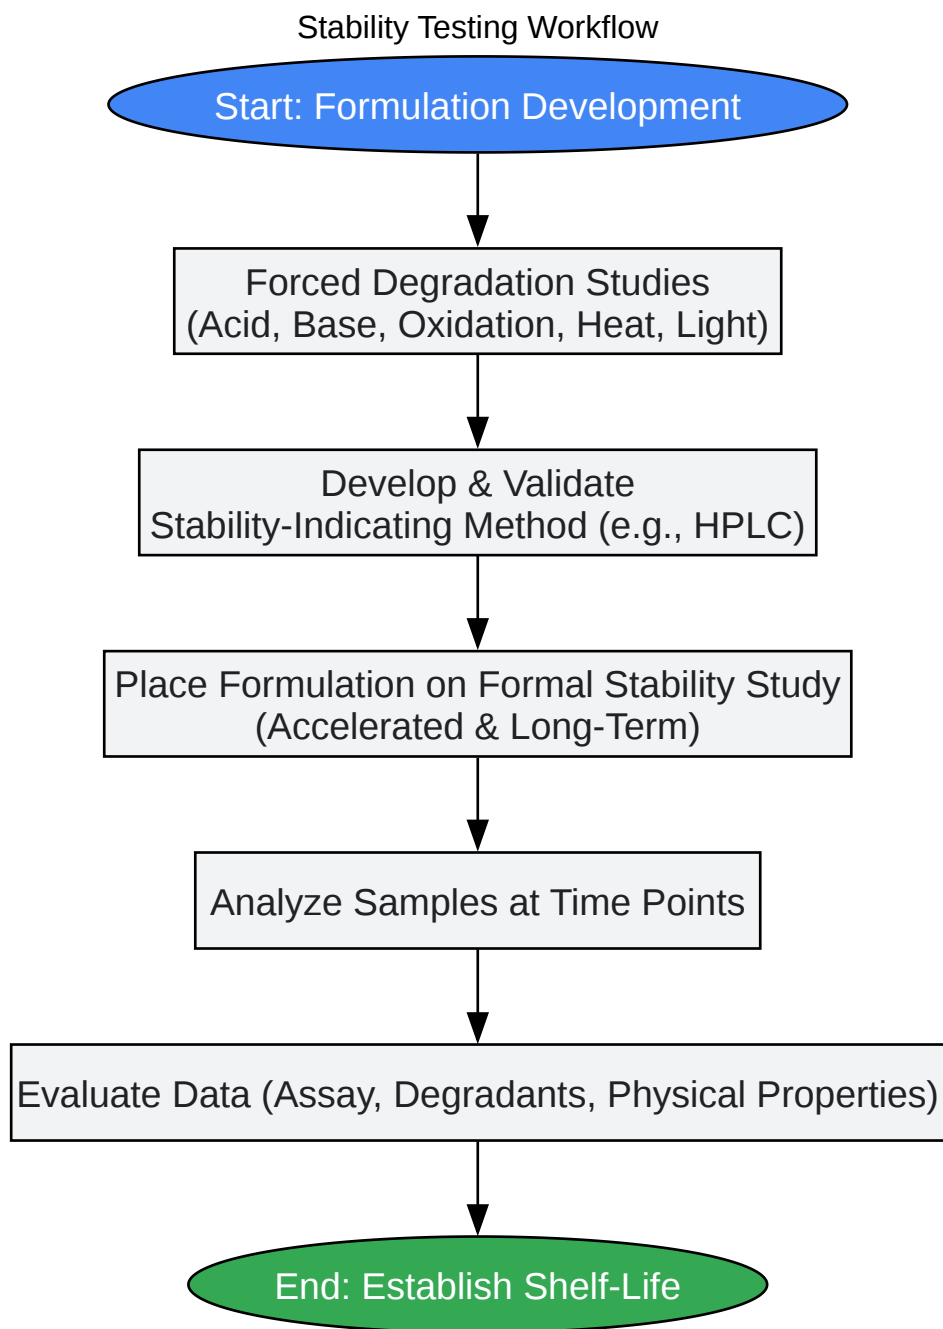 Stability Testing Workflow
Start: Formulation Development
Forced Degradation Studies
(Acid, Base, Oxidation, Heat, Light)
Develop & Validate
Stability-Indicating Method (e.g., HPLC)
Place Formulation on Formal Stability Study
(Accelerated & Long-Term)
Analyze Samples at Time Points
Evaluate Data (Assay, Degradants, Physical Properties)
End: Establish Shelf-Life